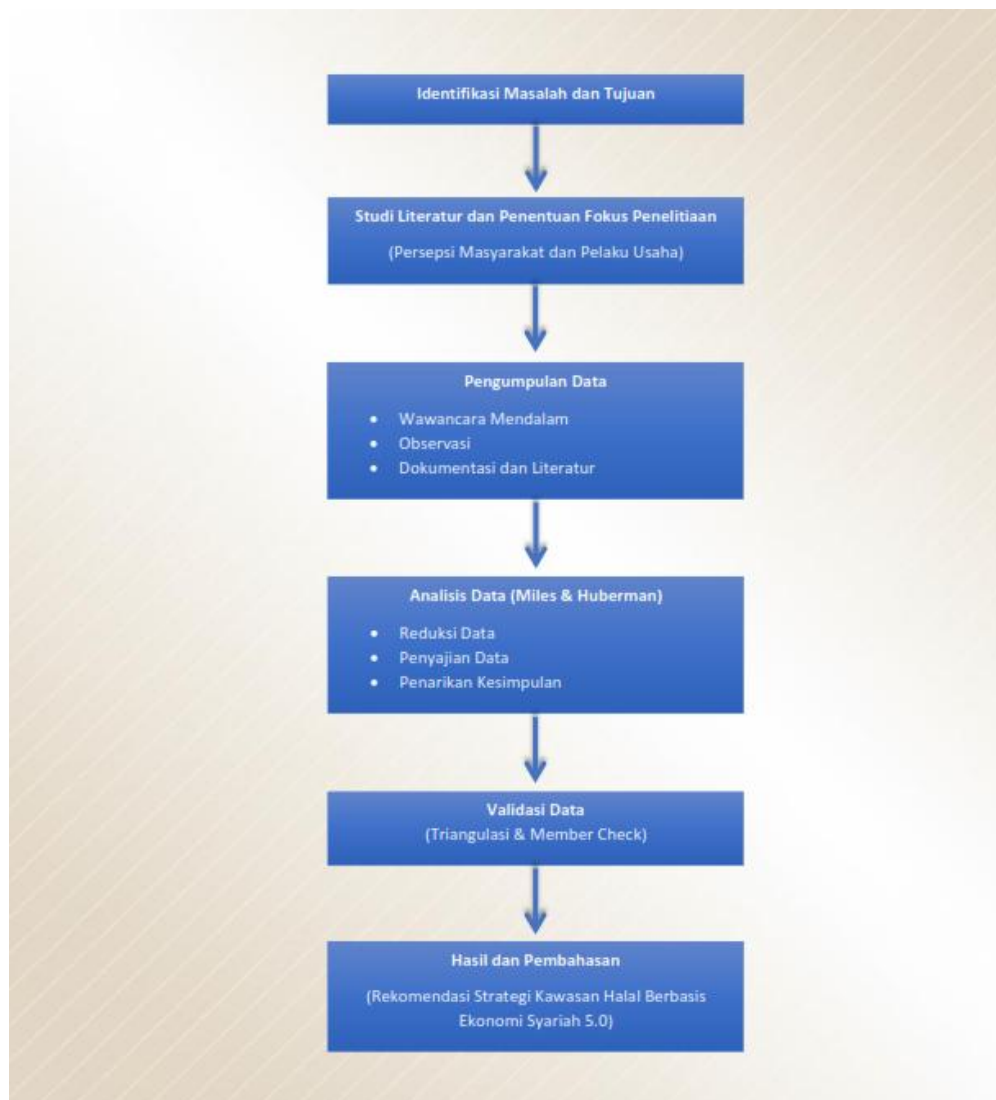 Identifikasi Masalah dan Tujuan
Studi Literatur dan Penentuan Fokus Penelitiaan
(Persepsi Masyarakat dan Pelaku Usaha)
Pengumpulan Data
• Wawancara Mendalam
• Observasi
• Dokumentasi dan Literatur
Analisis Data (Miles & Huberman)
• Reduksi Data
• Penyajian Data
• Penarikan Kesimpulan
Validasi Data
(Triangulasi & Member Check)
Hasil dan Pembahasan
(Rekomendasi Strategi Kawasan Halal Berbasis
Ekonomi Syariah 5.0)